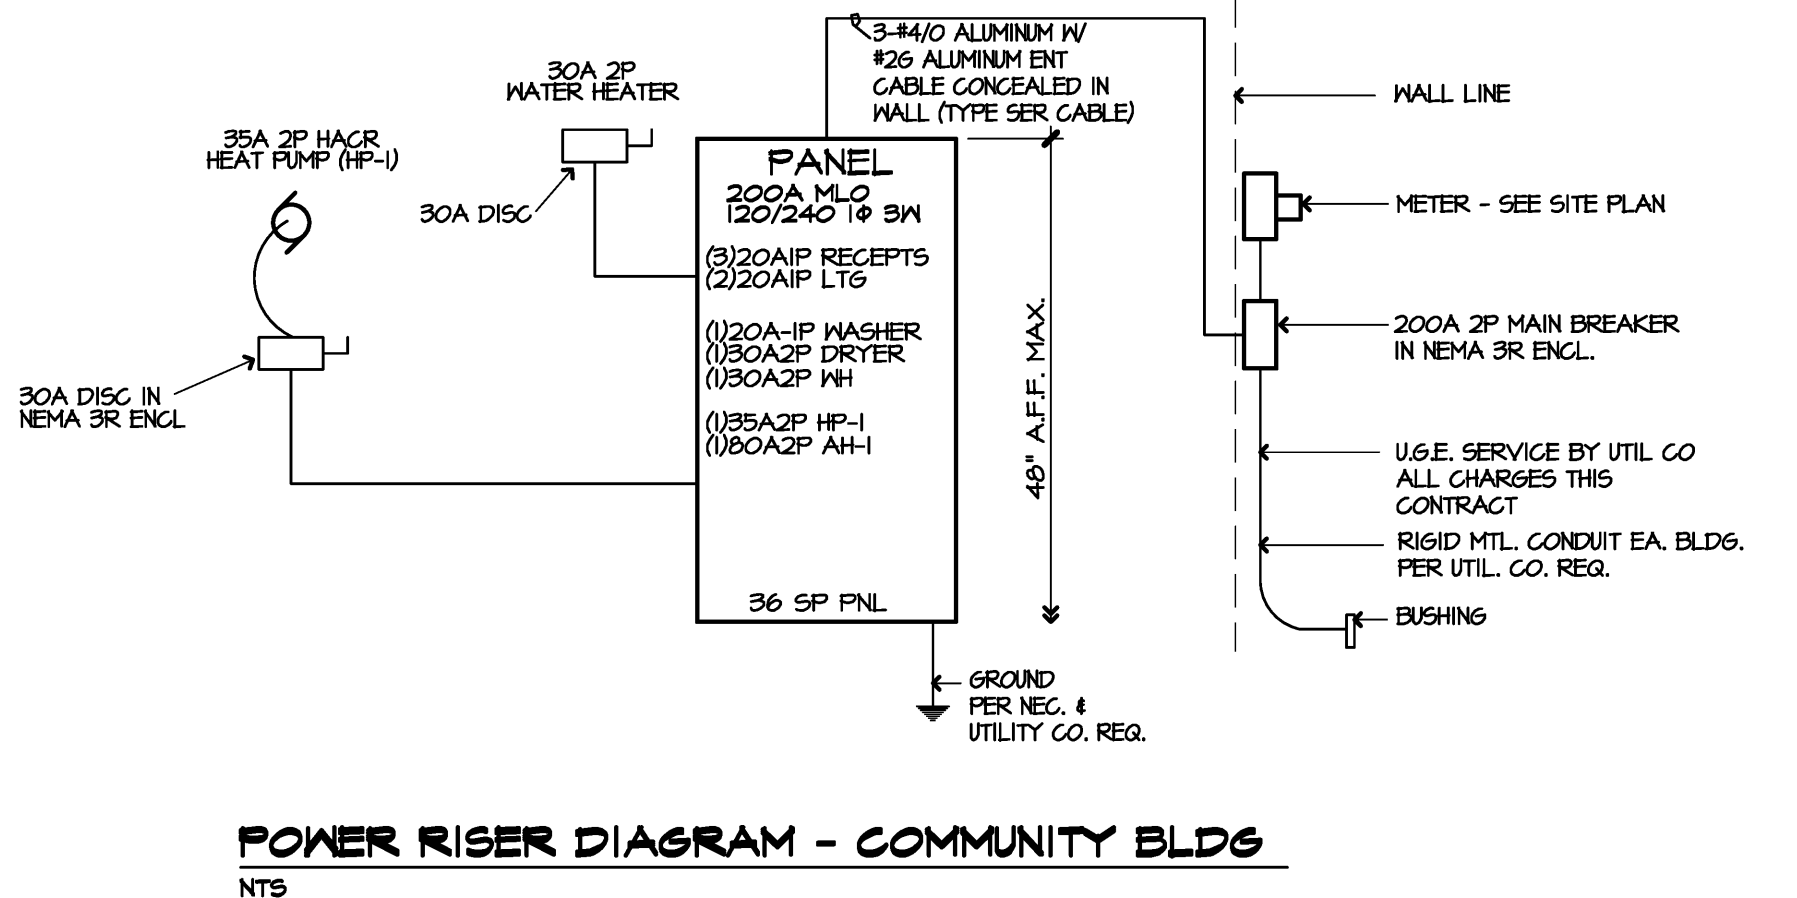 3-#4/0 ALUMINUM W/
#2G ALUMINUM ENT
CABLE CONCEALED IN
WALL (TYPE SER CABLE)
30A 2P
WATER HEATER
35A 2P HACR
HEAT PUMP (HP-1)
30A DISC
30A DISC IN
NEMA 3R ENCL
PANEL
200A MLO
120/240 1Φ 3W
(3)20A1P RECEPTS
(2)20A1P LTG
(1)20A-1P WASHER
(1)30A2P DRYER
(1)30A2P WH
(1)35A2P HP-1
(1)80A2P AH-1
36 SP PNL
48" A.F.F. MAX.
WALL LINE
METER - SEE SITE PLAN
200A 2P MAIN BREAKER
IN NEMA 3R ENCL.
U.G.E. SERVICE BY UTIL CO
ALL CHARGES THIS
CONTRACT
RIGID MTL. CONDUIT EA. BLDG.
PER UTIL. CO. REQ.
BUSHING
GROUND
PER NEC. &
UTILITY CO. REQ.
POWER RISER DIAGRAM - COMMUNITY BLDG
NTS